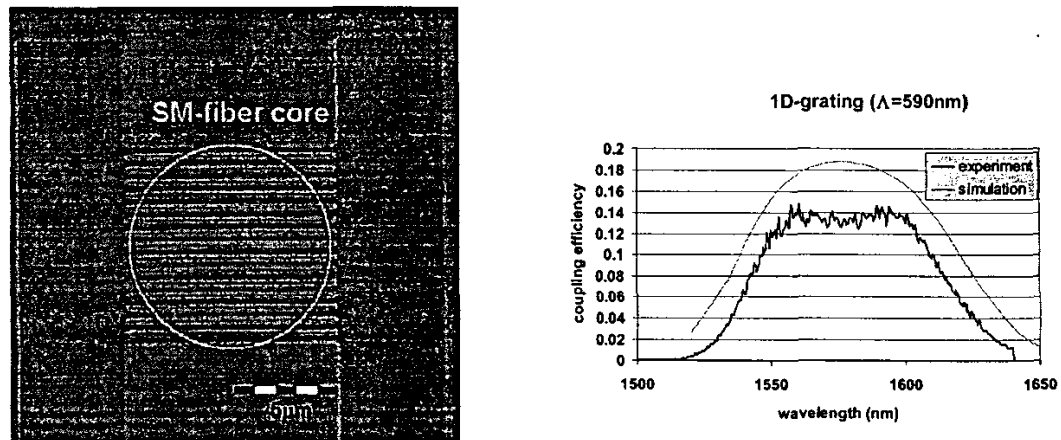 SM-fiber core
5µm
1D-grating (Λ=590nm)
experiment
simulation
coupling efficiency
0.2
0.18
0.16
0.14
0.12
0.1
0.08
0.06
0.04
0.02
0
1500
1550
1600
1650
wavelength (nm)